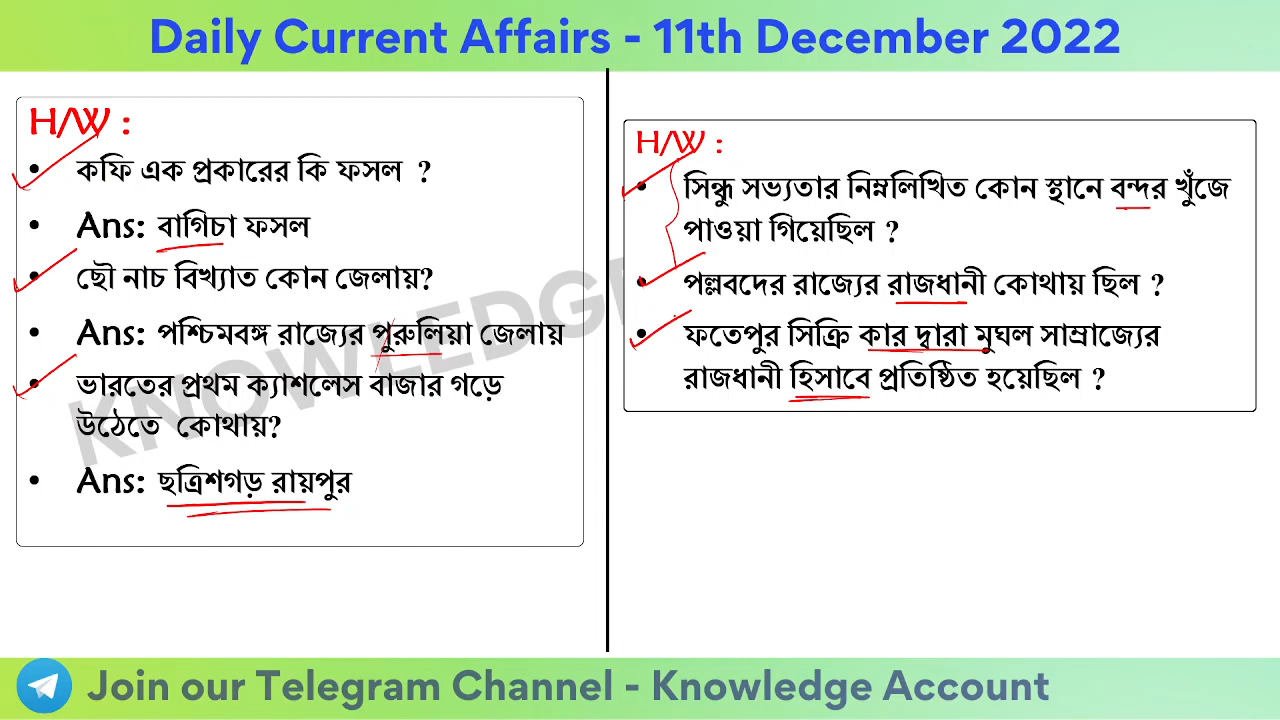 Daily Current Affairs - 11th December 2022
H/W :
• কফি এক প্রকারের কি ফসল ?
• Ans: বাগিচা ফসল
• ছৌ নাচ বিখ্যাত কোন জেলায়?
• Ans: পশ্চিমবঙ্গ রাজ্যের পুরুলিয়া জেলায়
• ভারতের প্রথম ক্যাশলেস বাজার গড়ে
উঠেতে কোথায়?
• Ans: ছত্রিশগড় রায়পুর
KNOWLEDGE
H/W :
• সিন্ধু সভ্যতার নিম্নলিখিত কোন স্থানে বন্দর খুঁজে
পাওয়া গিয়েছিল ?
• পল্লবদের রাজ্যের রাজধানী কোথায় ছিল ?
• ফতেপুর সিক্রি কার দ্বারা মুঘল সাম্রাজ্যের
রাজধানী হিসাবে প্রতিষ্ঠিত হয়েছিল ?
Join our Telegram Channel - Knowledge Account